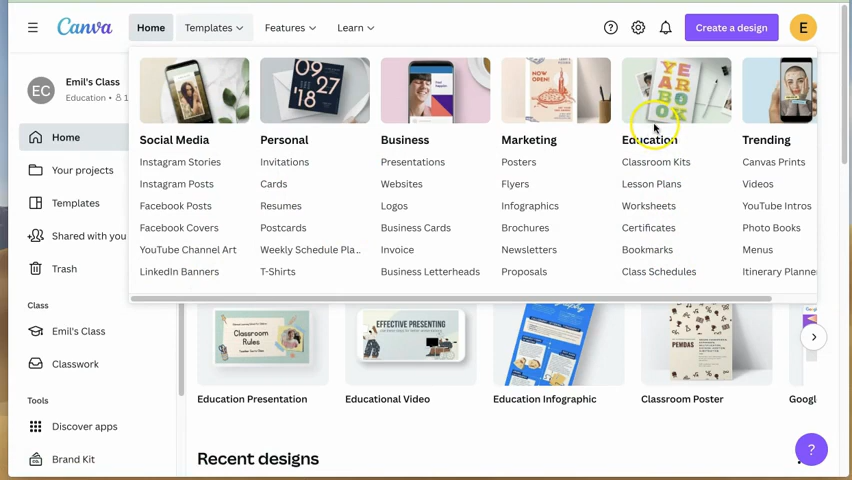 Canva
Home
Templates
Features
Learn
Create a design
E
EC
Emil's Class
Education • 1
Home
Your projects
Templates
Shared with you
Trash
Class
Emil's Class
Classwork
Tools
Discover apps
Brand Kit
09
27
'18
NOW OPEN!
YEAR
BOOK
Social Media
Instagram Stories
Instagram Posts
Facebook Posts
Facebook Covers
YouTube Channel Art
LinkedIn Banners
Personal
Invitations
Cards
Resumes
Postcards
Weekly Schedule Pla...
T-Shirts
Business
Presentations
Websites
Logos
Business Cards
Invoice
Business Letterheads
Marketing
Posters
Flyers
Infographics
Brochures
Newsletters
Proposals
Education
Classroom Kits
Lesson Plans
Worksheets
Certificates
Bookmarks
Class Schedules
Trending
Canvas Prints
Videos
YouTube Intros
Photo Books
Menus
Itinerary Planne
Classroom
Rules
EFFECTIVE PRESENTING
PEMDAS
Education Presentation
Educational Video
Education Infographic
Classroom Poster
Googl
Recent designs
?